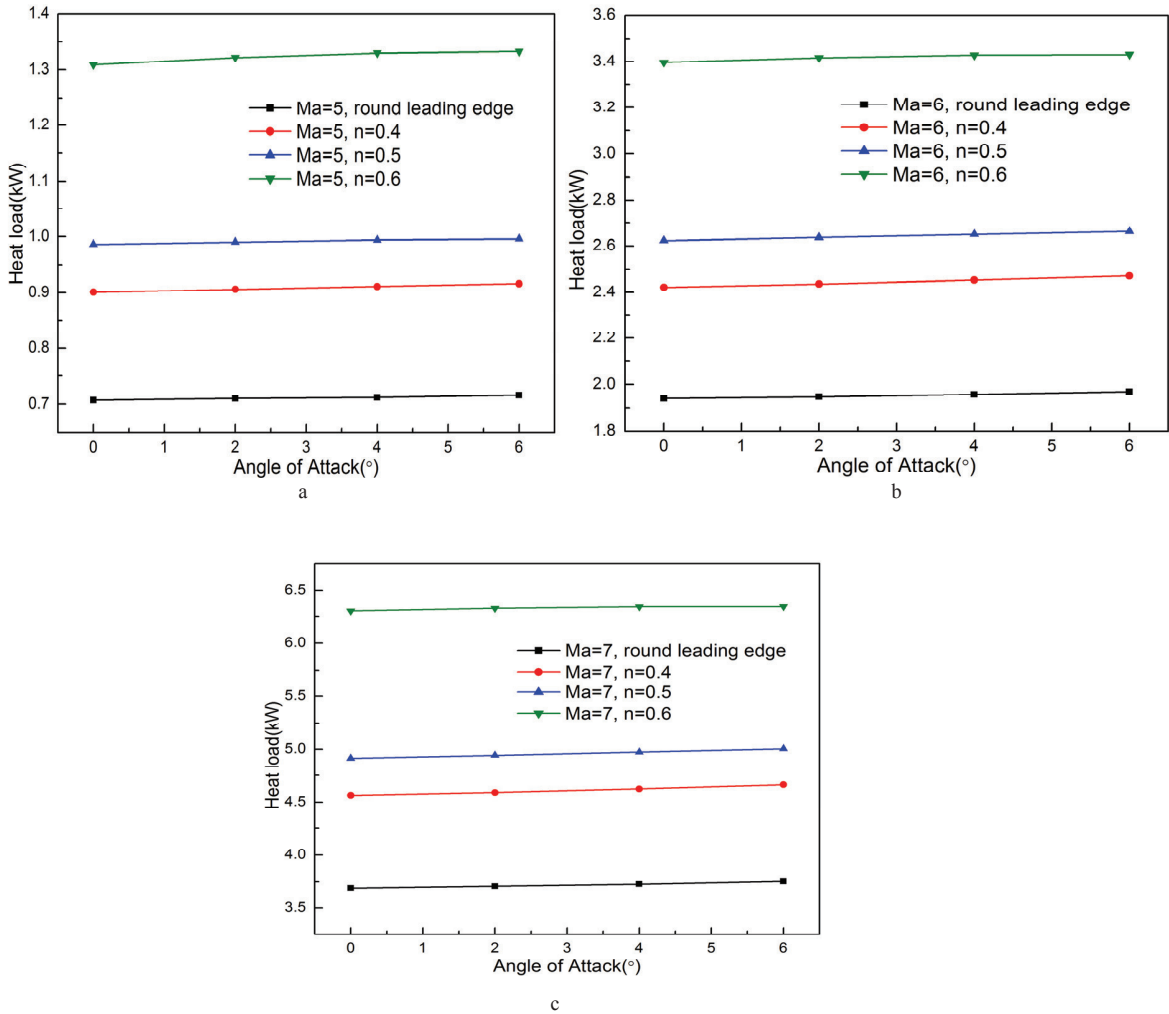 1.4
1.3
1.2
1.1
1.0
0.9
0.8
0.7
Heat load(kW)
Ma=5, round leading edge
Ma=5, n=0.4
Ma=5, n=0.5
Ma=5, n=0.6
0 1 2 3 4 5 6
Angle of Attack(°)
a
3.6
3.4
3.2
3.0
2.8
2.6
2.4
2.2
2.0
1.8
Heat load(kW)
Ma=6, round leading edge
Ma=6, n=0.4
Ma=6, n=0.5
Ma=6, n=0.6
0 1 2 3 4 5 6
Angle of Attack(°)
b
6.5
6.0
5.5
5.0
4.5
4.0
3.5
Heat load(kW)
Ma=7, round leading edge
Ma=7, n=0.4
Ma=7, n=0.5
Ma=7, n=0.6
0 1 2 3 4 5 6
Angle of Attack(°)
c